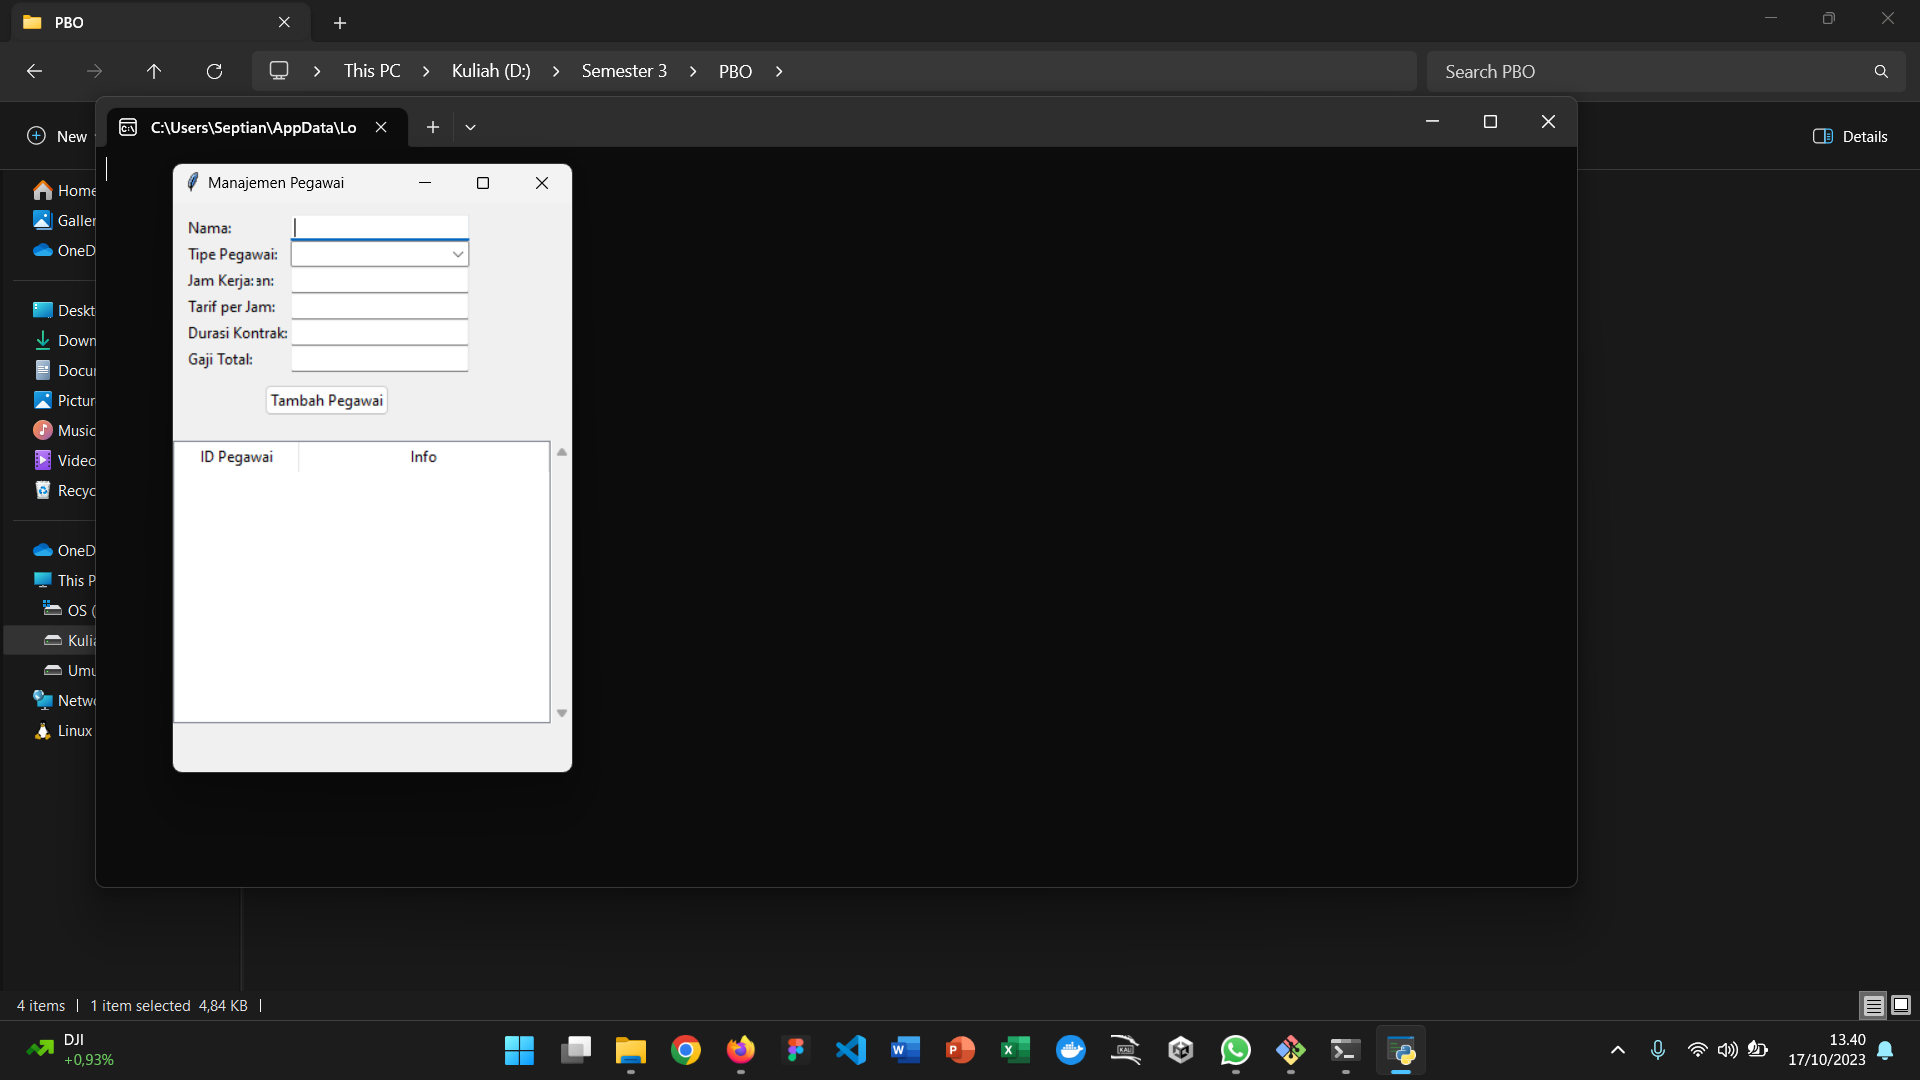 PBO
This PC
Kuliah (D:)
Semester 3
PBO
Search PBO
New
Details
C:\Users\Septian\AppData\Lo
Home
Galler
OneD
Deskt
Down
Docur
Pictur
Music
Video
Recyc
OneD
This P
OS (
Kulia
Umu
Netwo
Linux
Manajemen Pegawai
Nama:
Tipe Pegawai:
Jam Kerja:an:
Tarif per Jam:
Durasi Kontrak:
Gaji Total:
Tambah Pegawai
ID Pegawai
Info
4 items
1 item selected 4,84 KB
DJI
+0,93%
13.40
17/10/2023